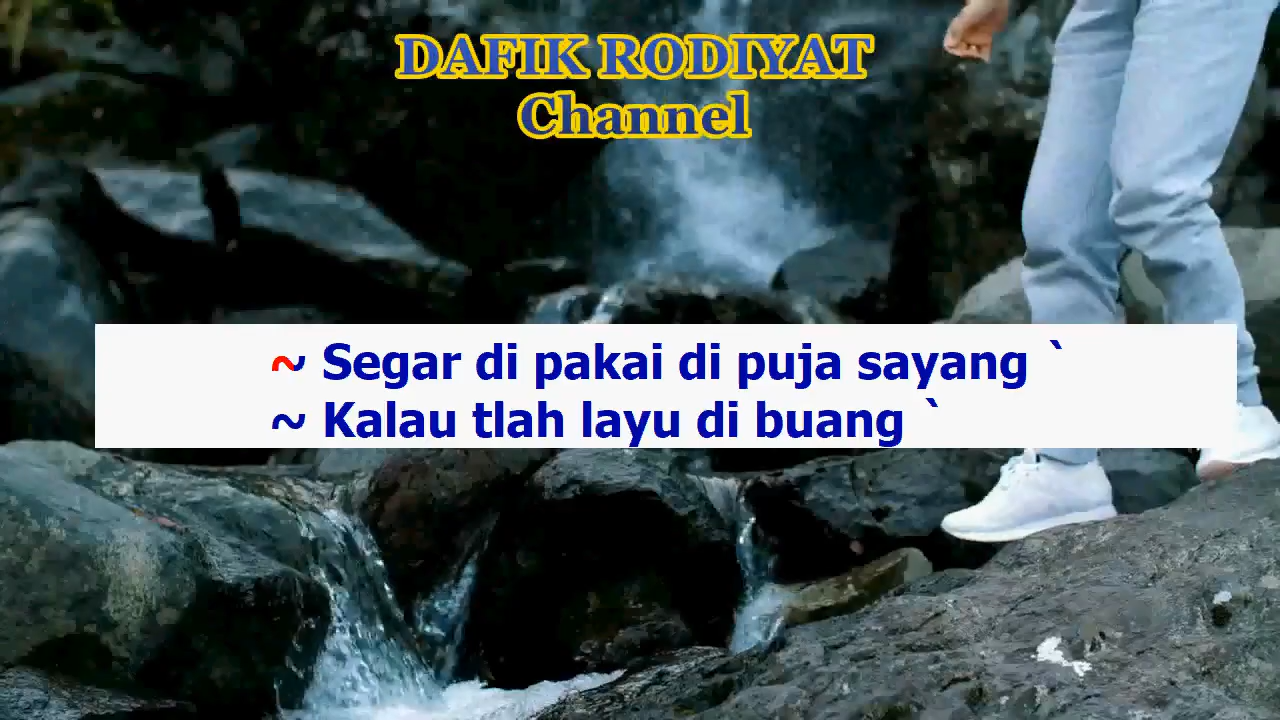 DAFIK RODIYAT
Channel
~ Segar di pakai di puja sayang `
~ Kalau tlah layu di buang `